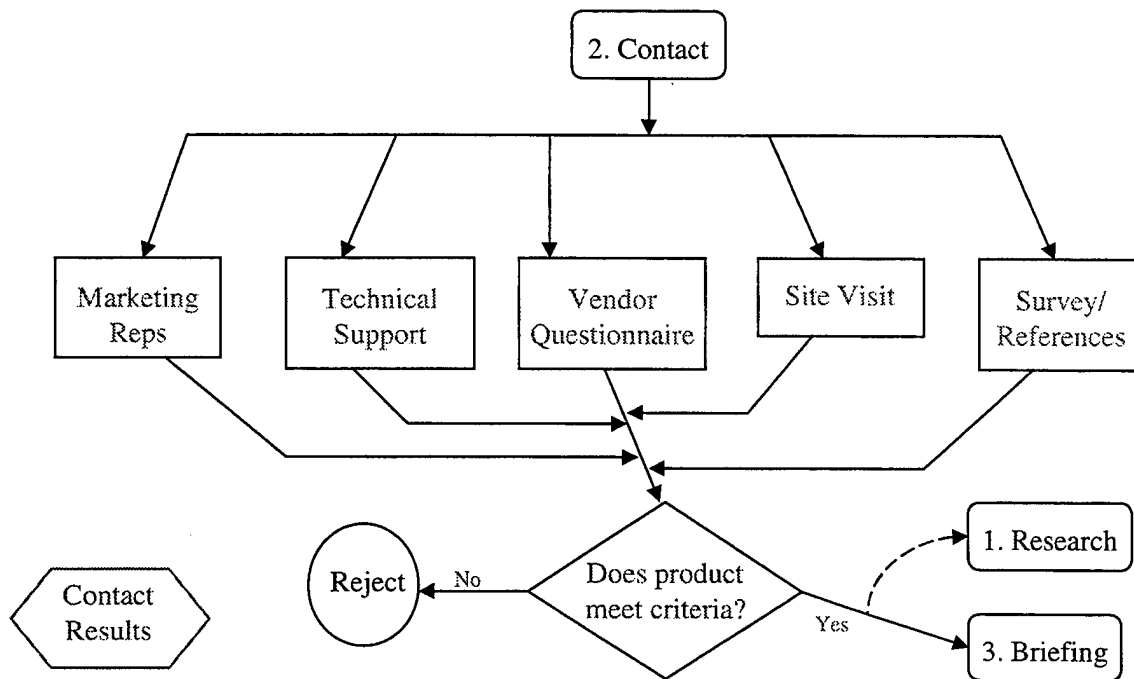 2. Contact
Marketing
Reps
Technical
Support
Vendor
Questionnaire
Site Visit
Survey/
References
Does product
meet criteria?
No
Reject
Yes
1. Research
3. Briefing
Contact
Results